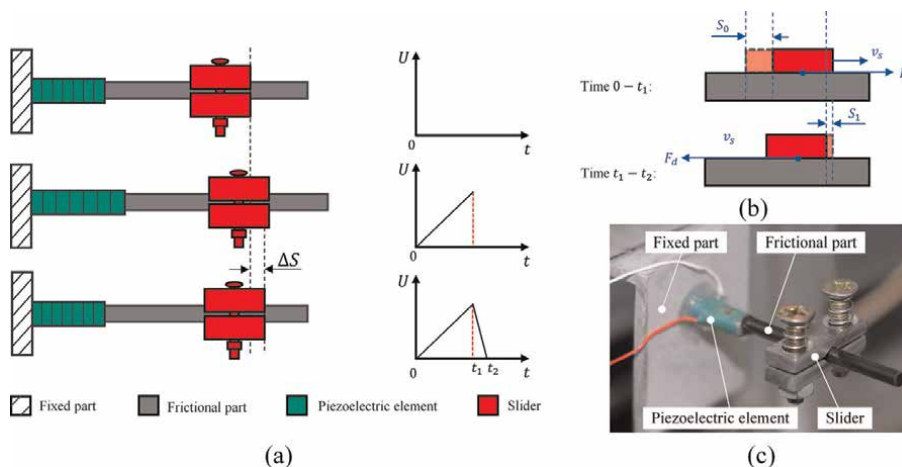 U
0
t
U
0
t
ΔS
U
0
t₁ t₂
t
Fixed part
Frictional part
Piezoelectric element
Slider
(a)
S₀
vₛ
Time 0 − t₁:
S₁
vₛ
F_d
Time t₁ − t₂:
(b)
Fixed part
Frictional part
Piezoelectric element
Slider
(c)